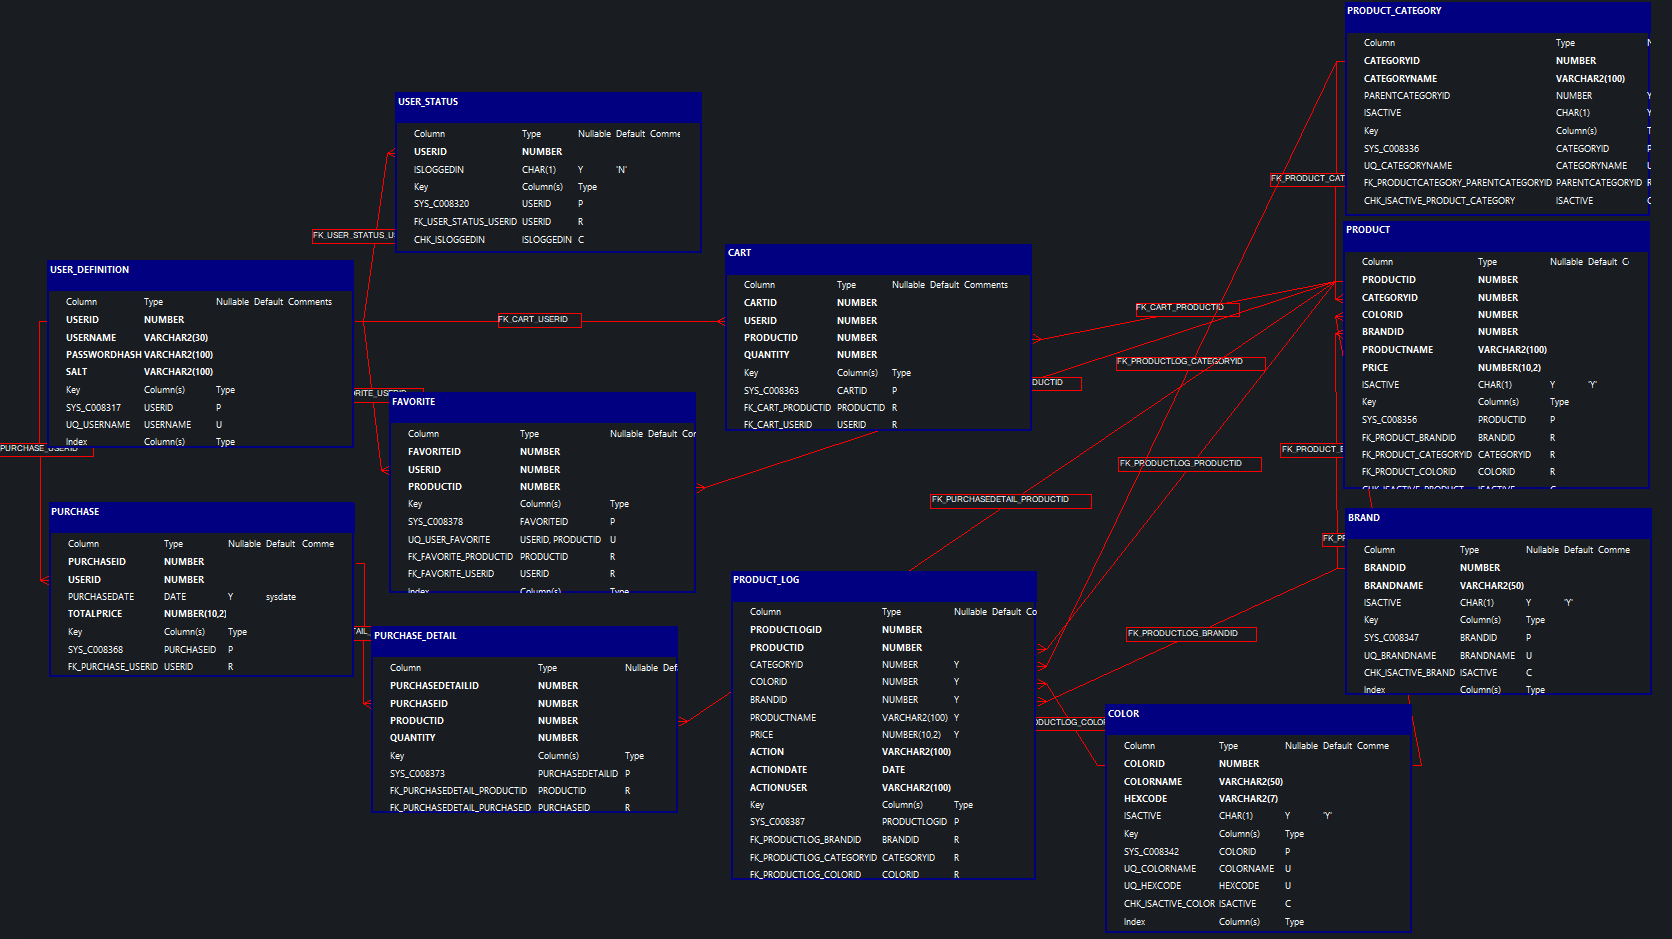 PRODUCT_CATEGORY
Column Type
CATEGORYID NUMBER
CATEGORYNAME VARCHAR2(100)
PARENTCATEGORYID NUMBER Y
ISACTIVE CHAR(1) Y
Key Column(s)
SYS_C008336 CATEGORYID P
UQ_CATEGORYNAME CATEGORYNAME
FK_PRODUCTCATEGORY_PARENTCATEGORYID PARENTCATEGORYID R
CHK_ISACTIVE_PRODUCT_CATEGORY ISACTIVE
FK_PRODUCT_CAT
USER_STATUS
Column Type Nullable Default Comme
USERID NUMBER
ISLOGGEDIN CHAR(1) Y 'N'
Key Column(s) Type
SYS_C008320 USERID P
FK_USER_STATUS_USERID USERID R
CHK_ISLOGGEDIN ISLOGGEDIN C
FK_USER_STATUS_U
PRODUCT
Column Type Nullable Default C
PRODUCTID NUMBER
CATEGORYID NUMBER
COLORID NUMBER
BRANDID NUMBER
PRODUCTNAME VARCHAR2(100)
PRICE NUMBER(10,2)
ISACTIVE CHAR(1) Y 'Y'
Key Column(s) Type
SYS_C008356 PRODUCTID P
FK_PRODUCT_BRANDID BRANDID R
FK_PRODUCT_CATEGORYID CATEGORYID R
FK_PRODUCT_COLORID COLORID R
CHK_ISACTIVE_PRODUCT ISACTIVE C
USER_DEFINITION
Column Type Nullable Default Comments
USERID NUMBER
USERNAME VARCHAR2(30)
PASSWORDHASH VARCHAR2(100)
SALT VARCHAR2(100)
Key Column(s) Type
SYS_C008317 USERID P
UQ_USERNAME USERNAME U
Index Column(s) Type
PURCHASE_USERID
FK_CART_USERID
CART
Column Type Nullable Default Comments
CARTID NUMBER
USERID NUMBER
PRODUCTID NUMBER
QUANTITY NUMBER
Key Column(s) Type
SYS_C008363 CARTID P
FK_CART_PRODUCTID PRODUCTID R
FK_CART_USERID USERID R
FK_CART_PRODUCTID
FK_PRODUCTLOG_CATEGORYID
DUCTID
RITE_USERID
FAVORITE
Column Type Nullable Default Cor
FAVORITEID NUMBER
USERID NUMBER
PRODUCTID NUMBER
Key Column(s) Type
SYS_C008378 FAVORITEID P
UQ_USER_FAVORITE USERID, PRODUCTID U
FK_FAVORITE_PRODUCTID PRODUCTID R
FK_FAVORITE_USERID USERID R
Index Column(s) Type
FK_PRODUCTLOG_PRODUCTID
FK_PURCHASEDETAIL_PRODUCTID
FK_PRODUCT_B
FK_P
PURCHASE
Column Type Nullable Default Comme
PURCHASEID NUMBER
USERID NUMBER
PURCHASEDATE DATE Y sysdate
TOTALPRICE NUMBER(10,2)
Key Column(s) Type
SYS_C008368 PURCHASEID P
FK_PURCHASE_USERID USERID R
AIL
BRAND
Column Type Nullable Default Comme
BRANDID NUMBER
BRANDNAME VARCHAR2(50)
ISACTIVE CHAR(1) Y 'Y'
Key Column(s) Type
SYS_C008347 BRANDID P
UQ_BRANDNAME BRANDNAME U
CHK_ISACTIVE_BRAND ISACTIVE C
Index Column(s) Type
PRODUCT_LOG
Column Type Nullable Default Co
PRODUCTLOGID NUMBER
PRODUCTID NUMBER
CATEGORYID NUMBER Y
COLORID NUMBER Y
BRANDID NUMBER Y
PRODUCTNAME VARCHAR2(100) Y
PRICE NUMBER(10,2) Y
ACTION VARCHAR2(100)
ACTIONDATE DATE
ACTIONUSER VARCHAR2(100)
Key Column(s) Type
SYS_C008387 PRODUCTLOGID P
FK_PRODUCTLOG_BRANDID BRANDID R
FK_PRODUCTLOG_CATEGORYID CATEGORYID R
FK_PRODUCTLOG_COLORID COLORID R
FK_PRODUCTLOG_BRANDID
PURCHASE_DETAIL
Column Type Nullable Def
PURCHASEDETAILID NUMBER
PURCHASEID NUMBER
PRODUCTID NUMBER
QUANTITY NUMBER
Key Column(s) Type
SYS_C008373 PURCHASEDETAILID P
FK_PURCHASEDETAIL_PRODUCTID PRODUCTID R
FK_PURCHASEDETAIL_PURCHASEID PURCHASEID R
ODUCTLOG_COLOR
COLOR
Column Type Nullable Default Comme
COLORID NUMBER
COLORNAME VARCHAR2(50)
HEXCODE VARCHAR2(7)
ISACTIVE CHAR(1) Y 'Y'
Key Column(s) Type
SYS_C008342 COLORID P
UQ_COLORNAME COLORNAME U
UQ_HEXCODE HEXCODE U
CHK_ISACTIVE_COLOR ISACTIVE C
Index Column(s) Type